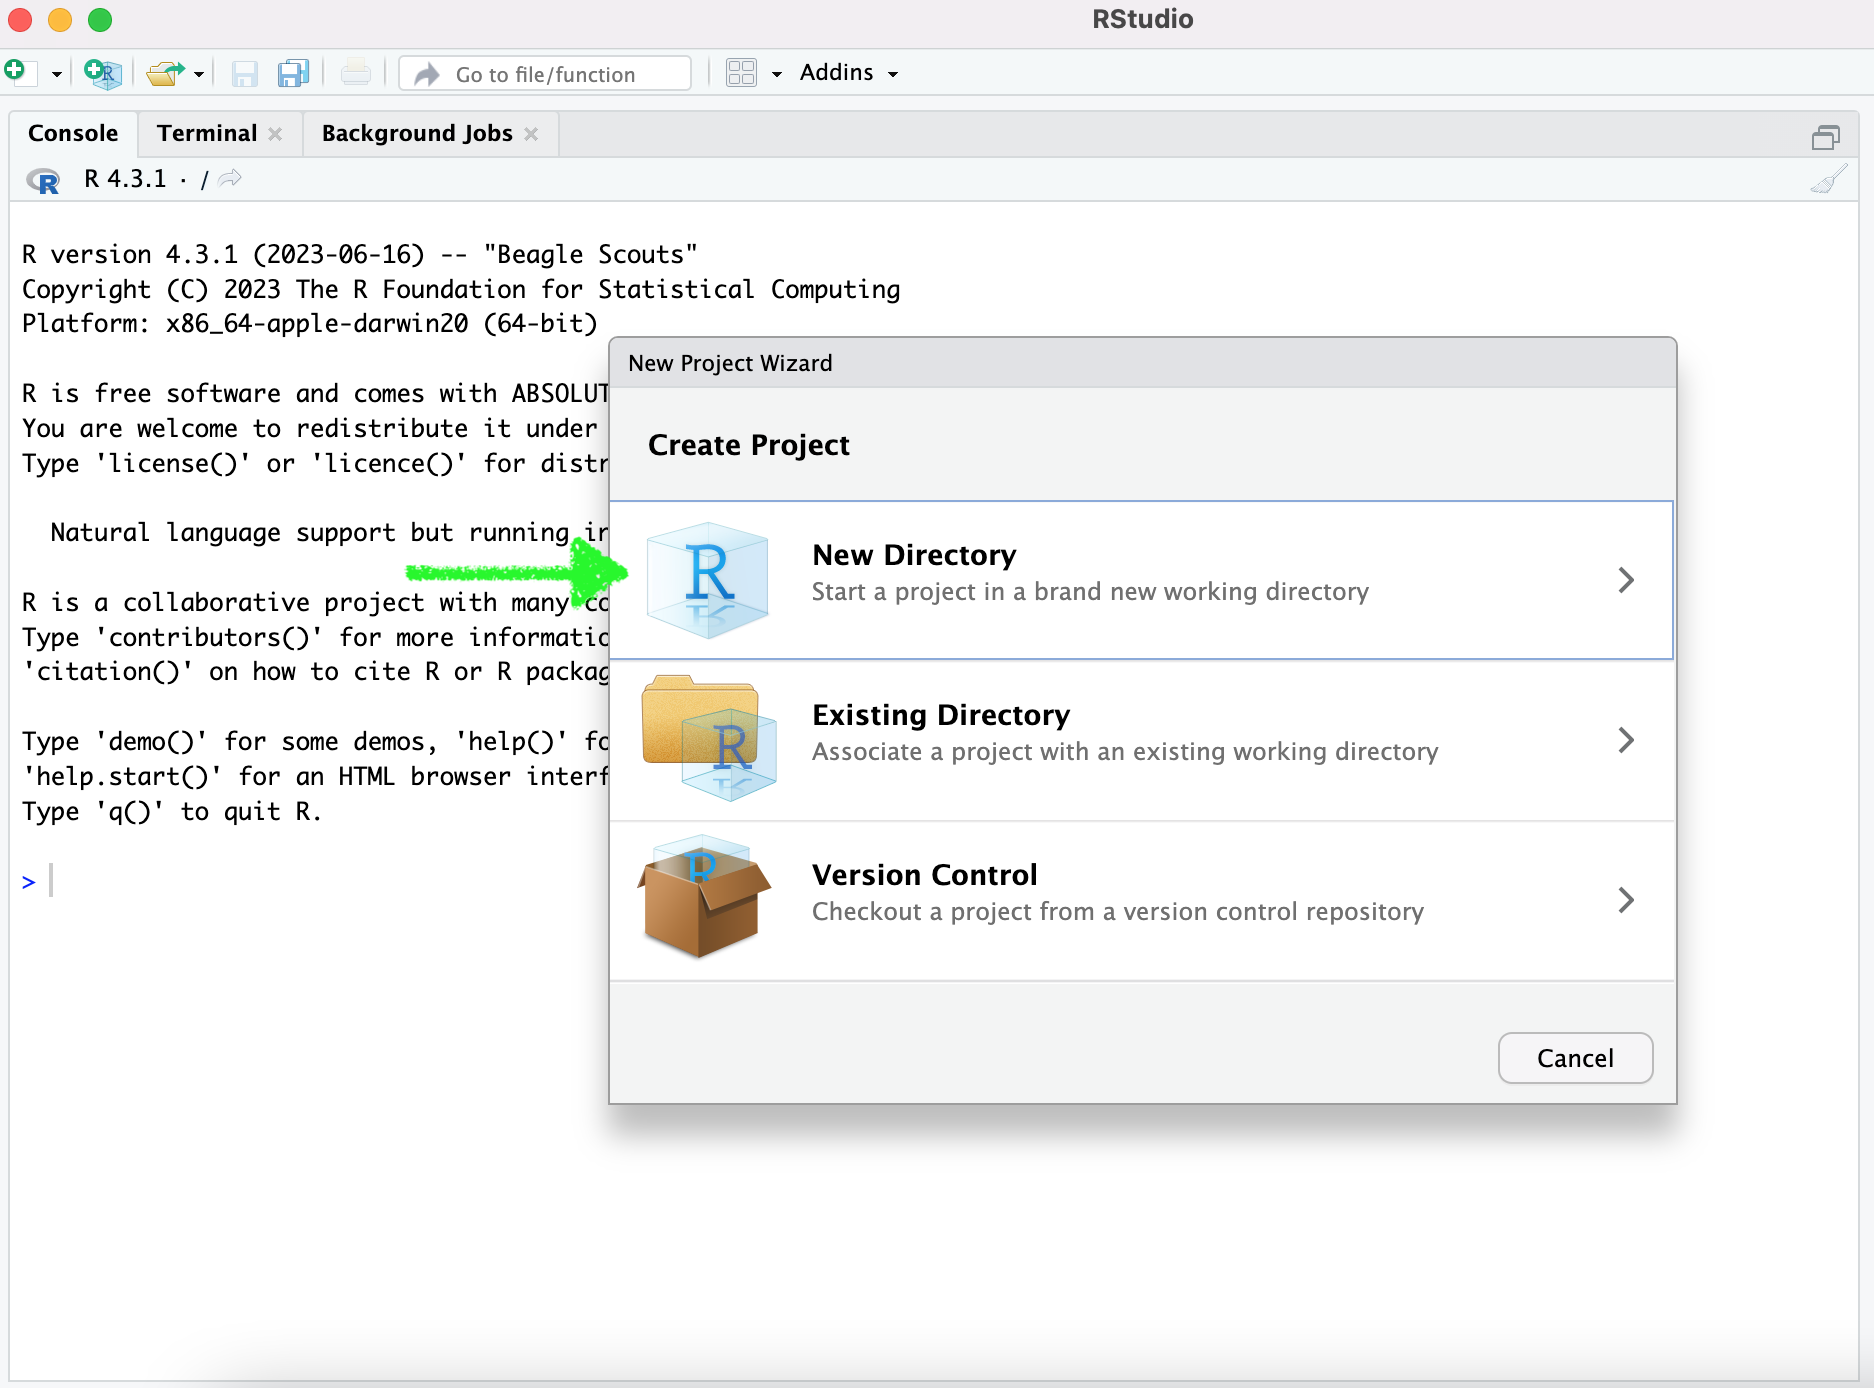 RStudio
Go to file/function
Addins
Console
Terminal
Background Jobs
R 4.3.1 · /
R version 4.3.1 (2023-06-16) -- "Beagle Scouts"
Copyright (C) 2023 The R Foundation for Statistical Computing
Platform: x86_64-apple-darwin20 (64-bit)
R is free software and comes with ABSOLUT
You are welcome to redistribute it under
Type 'license()' or 'licence()' for distr
Natural language support but running in
R is a collaborative project with many co
Type 'contributors()' for more informatio
'citation()' on how to cite R or R packag
Type 'demo()' for some demos, 'help()' fo
'help.start()' for an HTML browser interf
Type 'q()' to quit R.
>
New Project Wizard
Create Project
New Directory
Start a project in a brand new working directory
Existing Directory
Associate a project with an existing working directory
Version Control
Checkout a project from a version control repository
Cancel